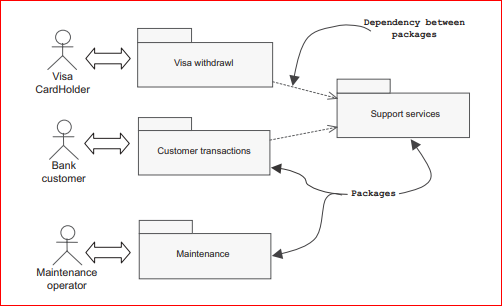 Dependency between
packages
Visa withdrawl
Visa
CardHolder
Support services
Customer transactions
Bank
customer
Packages
Maintenance
Maintenance
operator